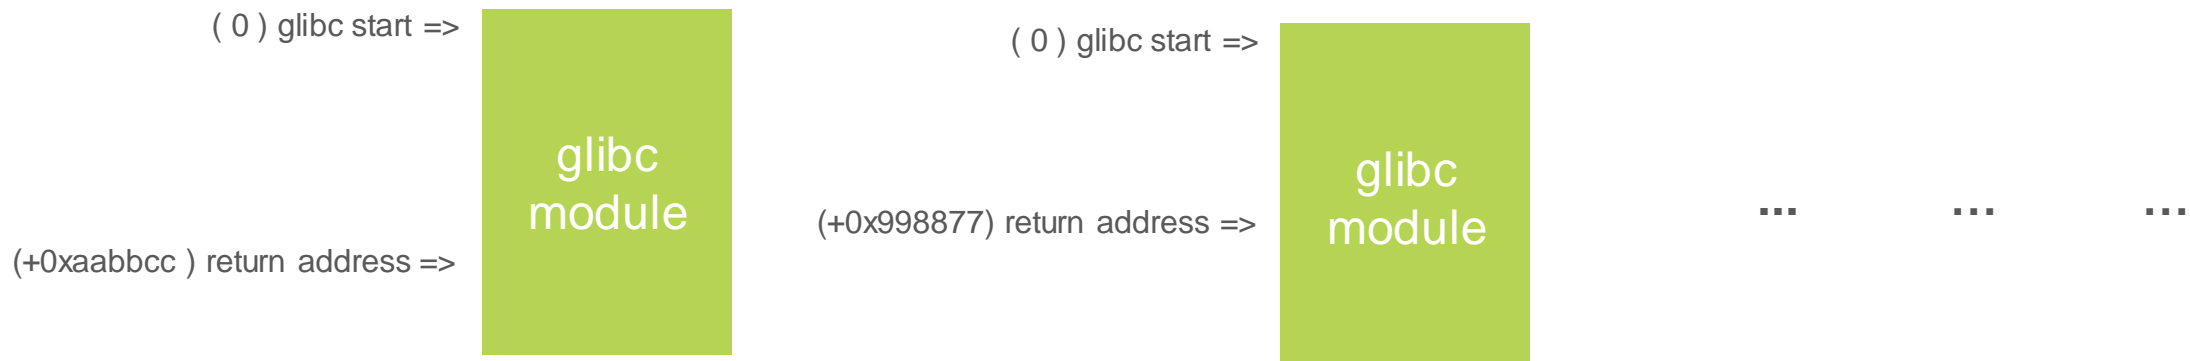 ( 0 ) glibc start =>
glibc
module
(+0xaabbcc ) return address =>
( 0 ) glibc start =>
glibc
module
(+0x998877) return address =>
... ... ...